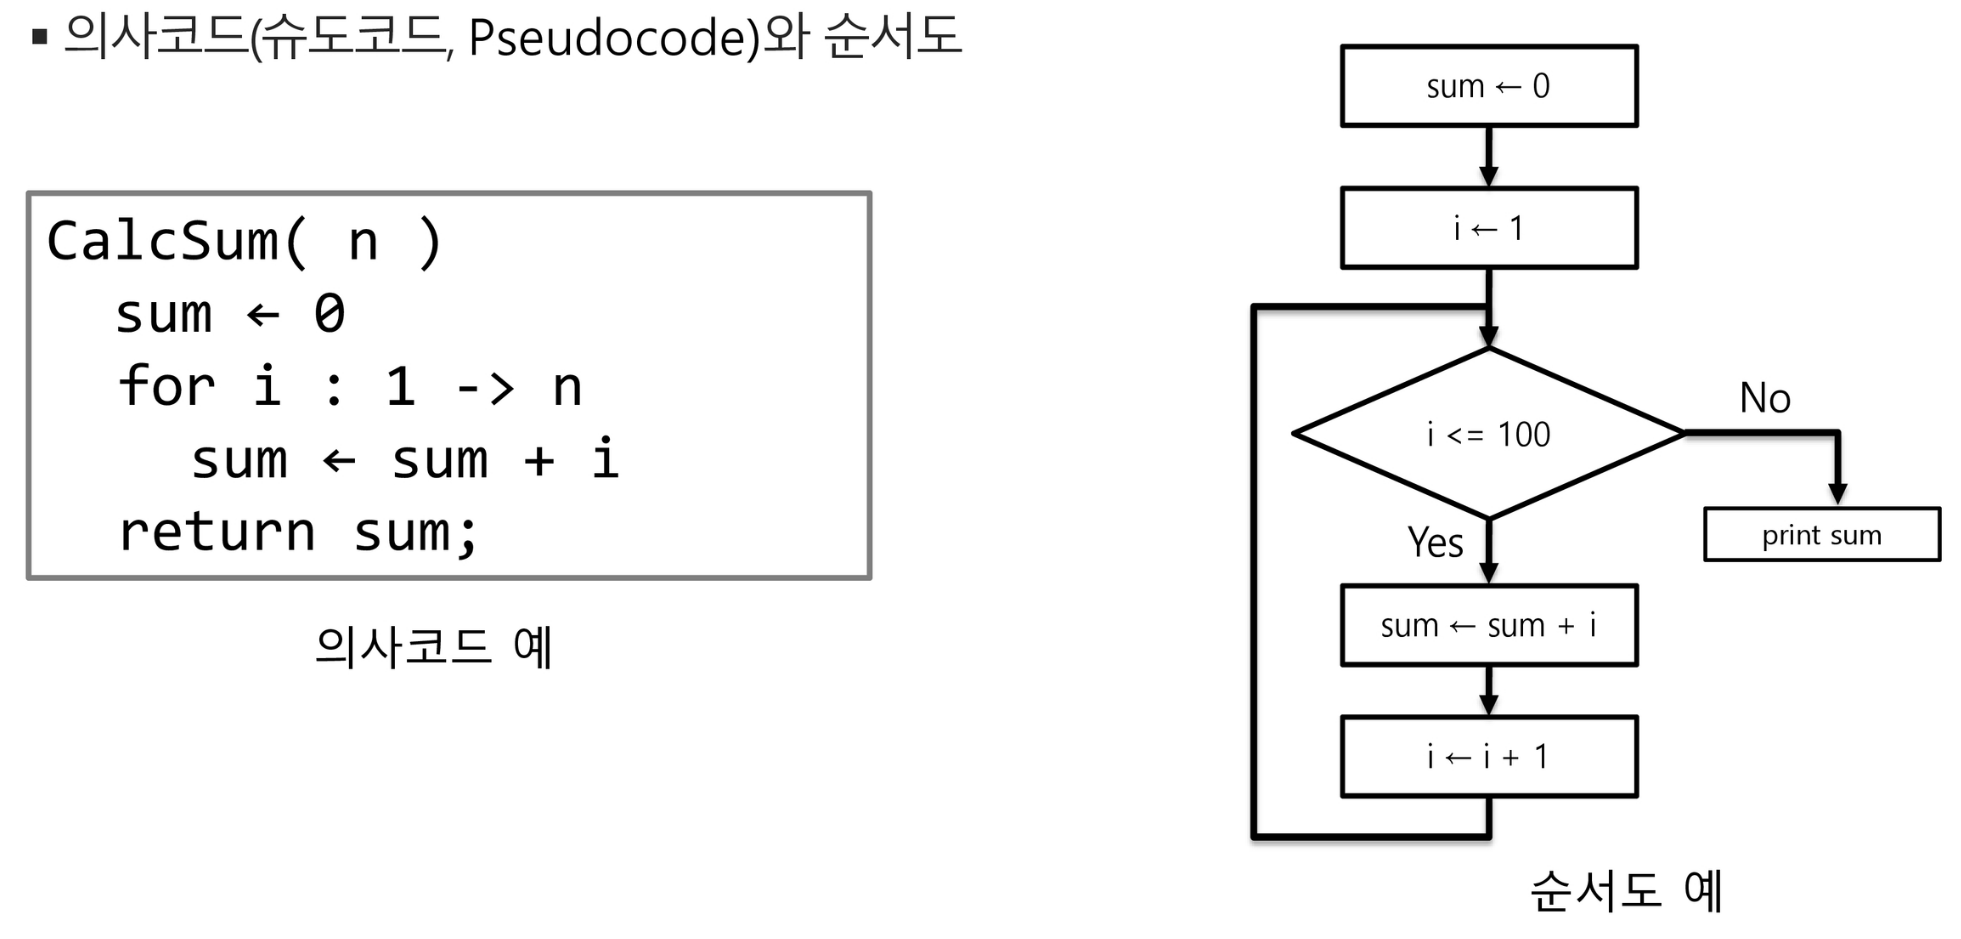 ▪ 의사코드(슈도코드, Pseudocode)와 순서도
CalcSum( n )
sum ← 0
for i : 1 -> n
sum ← sum + i
return sum;
의사코드 예
sum ← 0
i ← 1
i <= 100
No
print sum
Yes
sum ← sum + i
i ← i + 1
순서도 예